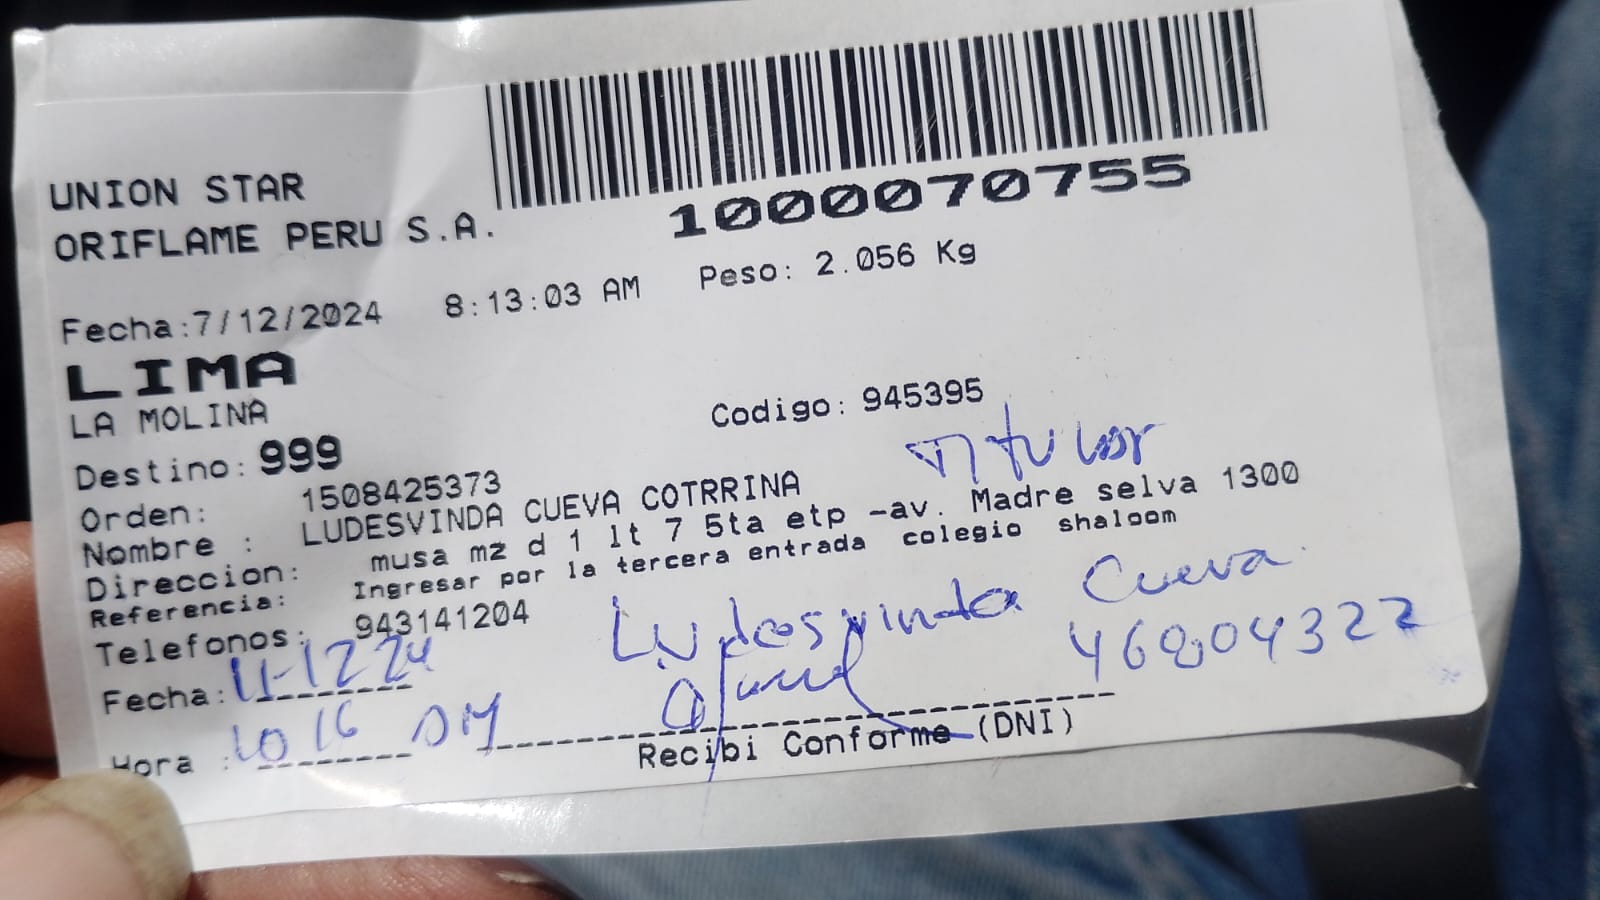 UNION STAR
ORIFLAME PERU S.A.
1000070755
Fecha:7/12/2024 8:13:03 AM Peso: 2.056 Kg
LIMA
LA MOLINA
Codigo: 945395
Destino: 999
Titular
Orden: 1508425373
Nombre : LUDESVINDA CUEVA COTRRINA
Direccion: musa mz d 1 lt 7 5ta etp -av. Madre selva 1300
Referencia: Ingresar por la tercera entrada colegio shaloom
Telefonos: 943141204
Ludesvinda Cueva
Fecha: 11-12 24
Hora : 10 16 AM
Recibi Conforme (DNI)